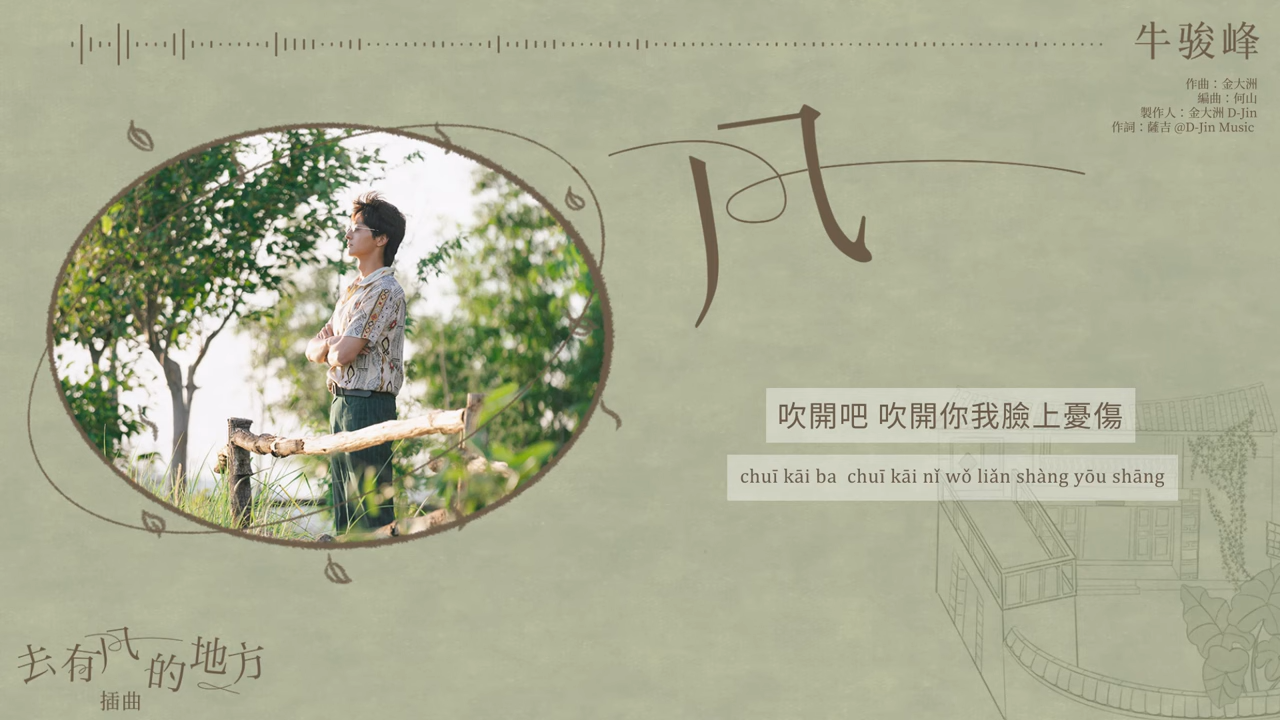 牛骏峰
作曲：金大洲
編曲：何山
製作人：金大洲 D-Jin
作詞：薩吉 @D-Jin Music
风
吹開吧 吹開你我臉上憂傷
chuī kāi ba  chuī kāi nǐ wǒ liǎn shàng yōu shāng
去有风的地方
插曲